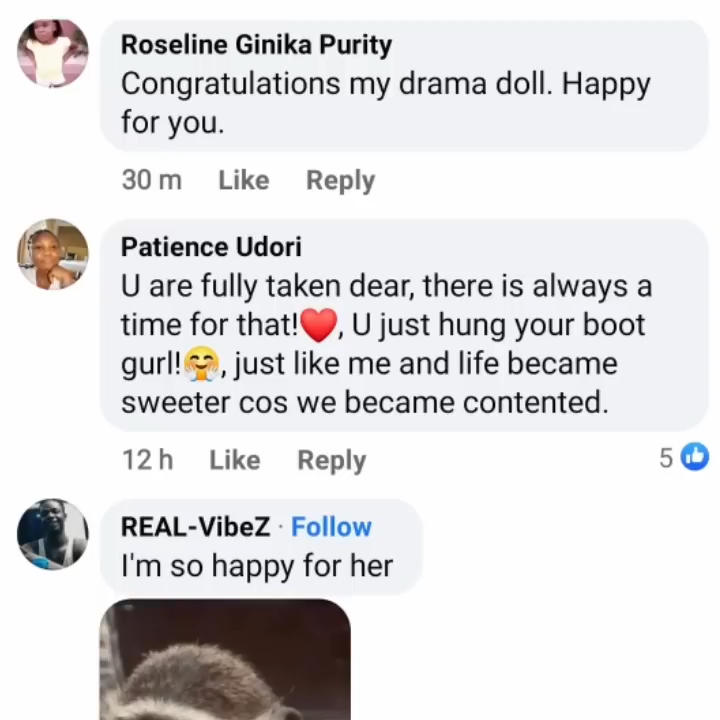 Roseline Ginika Purity
Congratulations my drama doll. Happy
for you.
30 m Like Reply
Patience Udori
U are fully taken dear, there is always a
time for that!❤️, U just hung your boot
gurl!🤗, just like me and life became
sweeter cos we became contented.
12 h Like Reply 5
REAL-VibeZ · Follow
I'm so happy for her